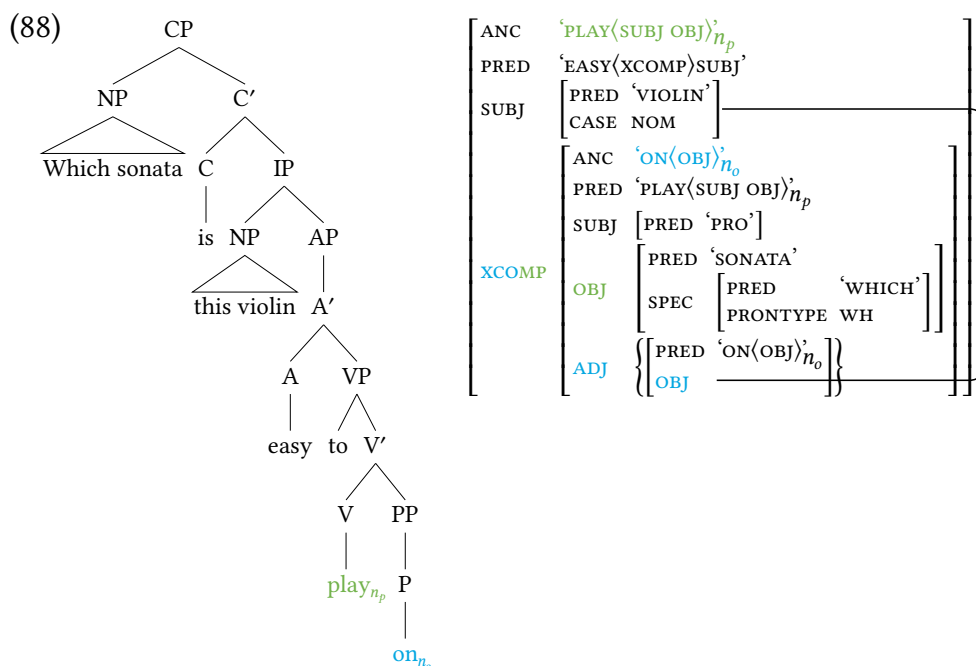 (88)
CP
NP C′
Which sonata C IP
is NP AP
this violin A′
A VP
easy to V′
V PP
play_{n_p} P
on_{n_o}
ANC ‘PLAY⟨SUBJ OBJ⟩’_{n_p}
PRED ‘EASY⟨XCOMP⟩SUBJ’
SUBJ [PRED ‘VIOLIN’
CASE NOM]
XCOMP
ANC ‘ON⟨OBJ⟩’_{n_o}
PRED ‘PLAY⟨SUBJ OBJ⟩’_{n_p}
SUBJ [PRED ‘PRO’]
OBJ
PRED ‘SONATA’
SPEC [PRED ‘WHICH’
PRONTYPE WH]
ADJ {[PRED ‘ON⟨OBJ⟩’_{n_o}
OBJ]}